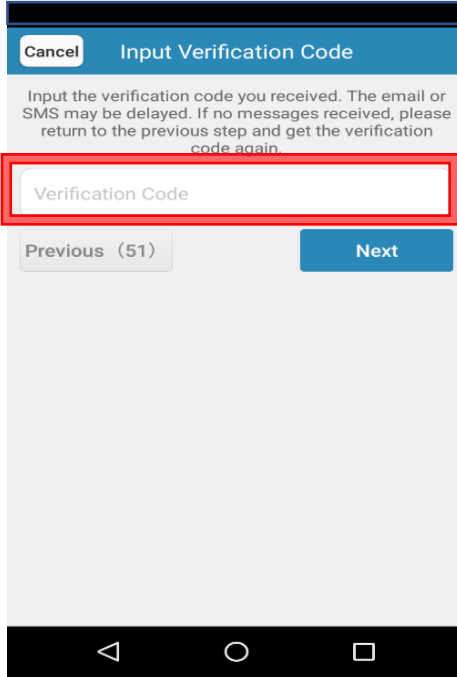 Cancel Input Verification Code
Input the verification code you received. The email or
SMS may be delayed. If no messages received, please
return to the previous step and get the verification
code again.
Verification Code
Previous（51） Next